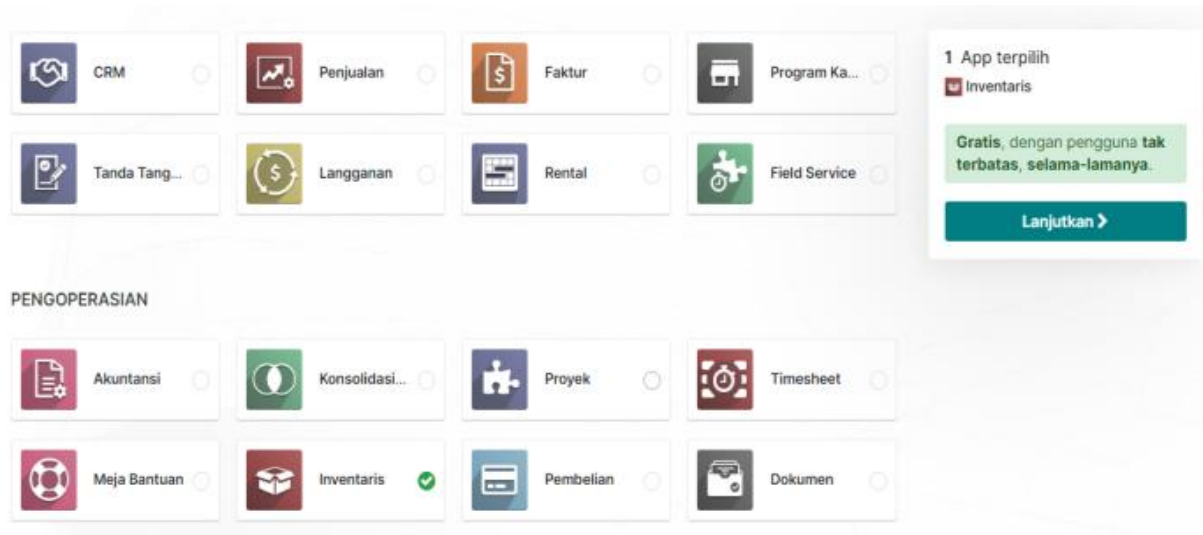 CRM
Penjualan
Faktur
Program Ka...
Tanda Tang...
Langganan
Rental
Field Service
1 App terpilih
Inventaris
Gratis, dengan pengguna tak
terbatas, selama-lamanya.
Lanjutkan
PENGOPERASIAN
Akuntansi
Konsolidasi...
Proyek
Timesheet
Meja Bantuan
Inventaris
Pembelian
Dokumen